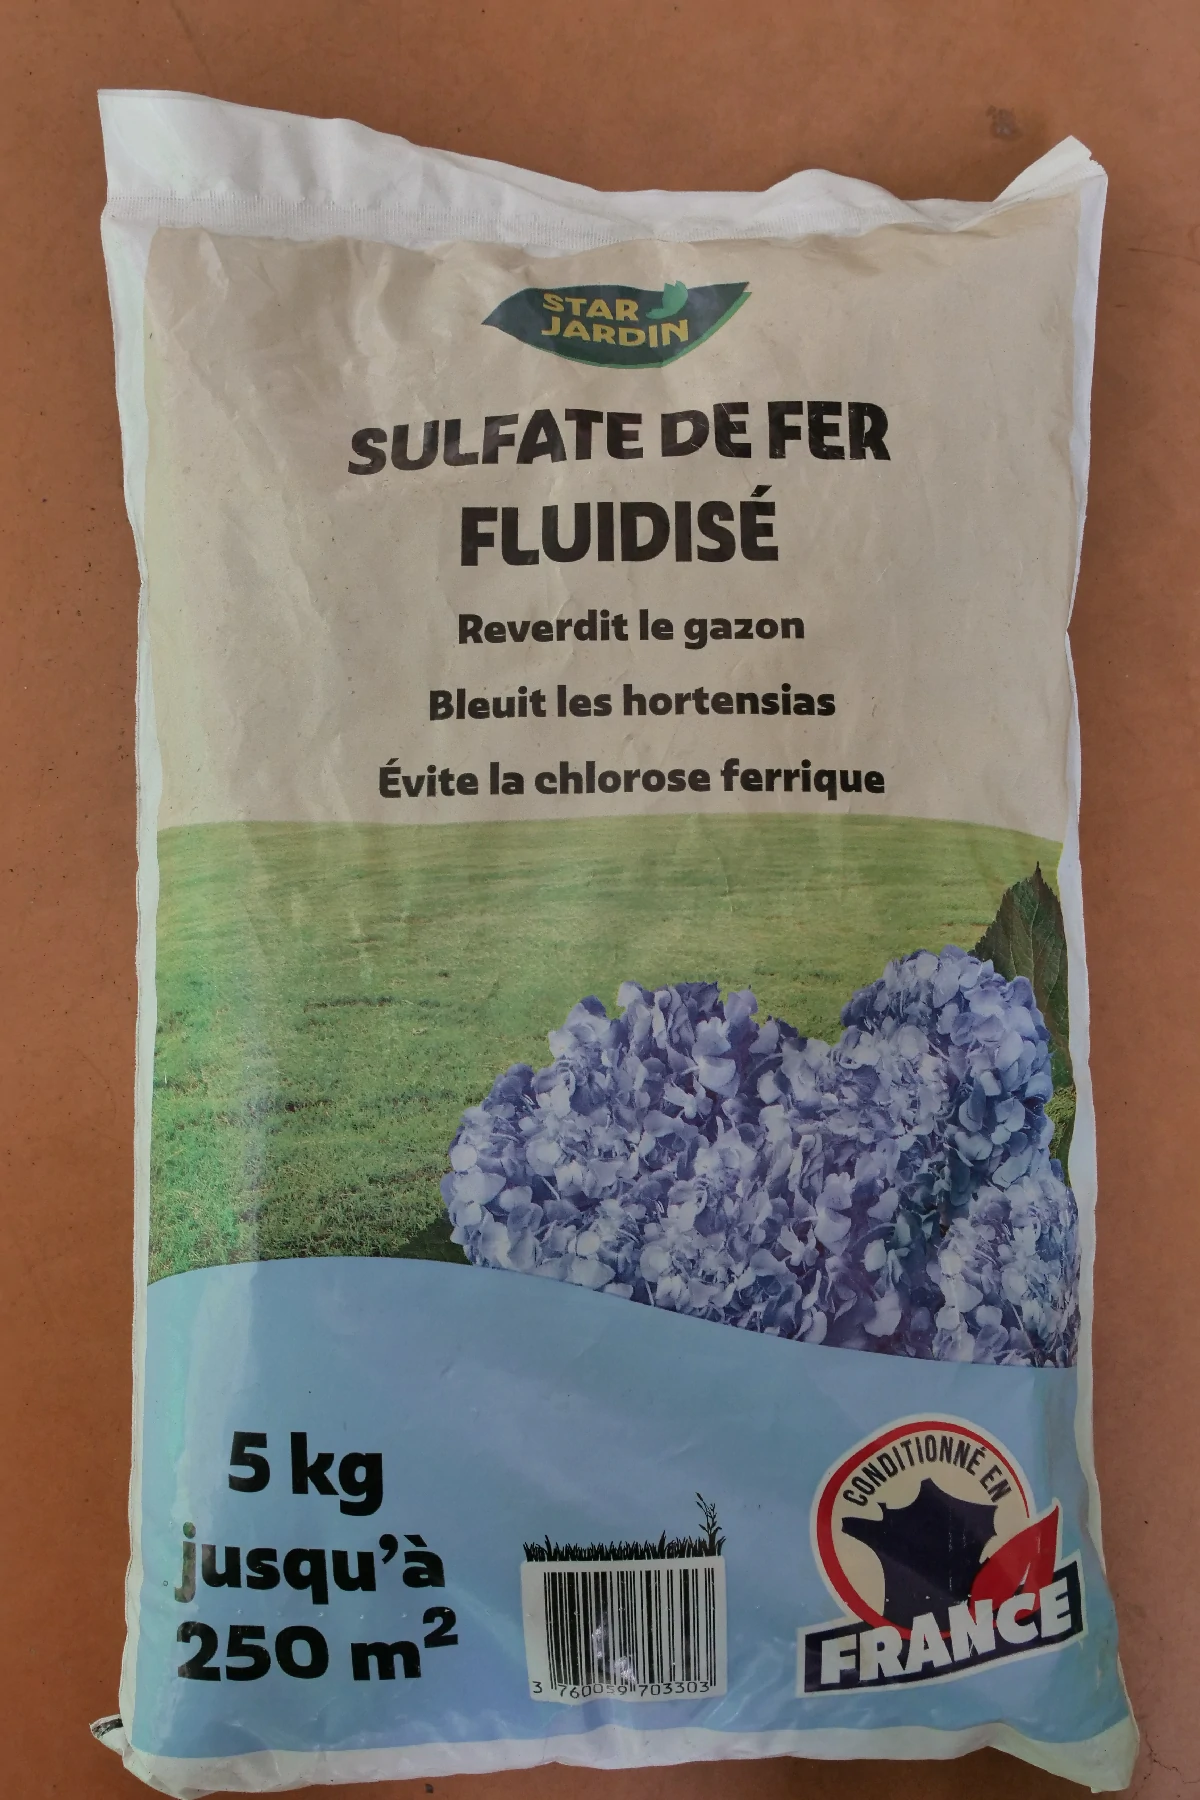 STAR
JARDIN
SULFATE DE FER
FLUIDISÉ
Reverdit le gazon
Bleuit les hortensias
Évite la chlorose ferrique
5 kg
jusqu'à
250 m²
3 760059 703303
CONDITIONNÉ EN
FRANCE